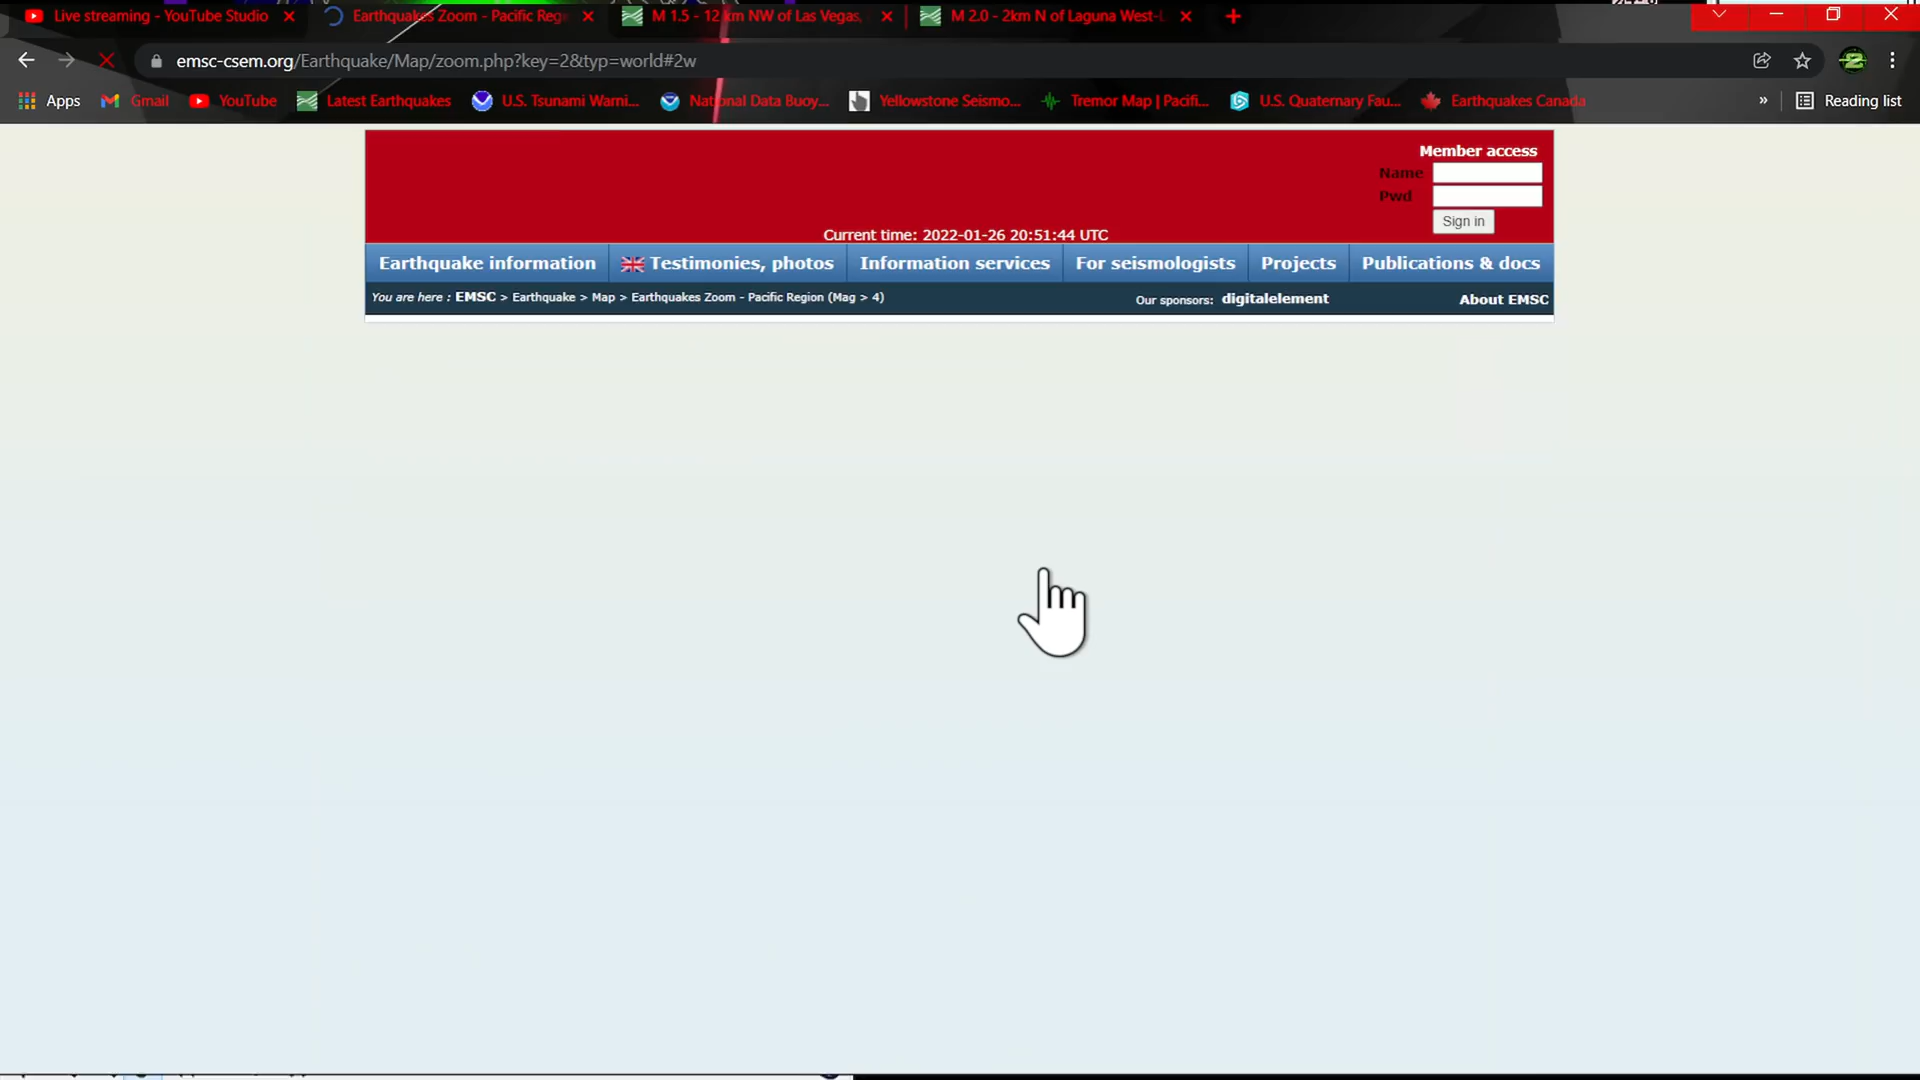 Live streaming - YouTube Studio
Earthquakes Zoom - Pacific Regi
M 1.5 - 12 km NW of Las Vegas,
M 2.0 - 2km N of Laguna West-L
emsc-csem.org/Earthquake/Map/zoom.php?key=2&typ=world#2w
Apps
Gmail
YouTube
Latest Earthquakes
U.S. Tsunami Warni...
National Data Buoy...
Yellowstone Seismo...
Tremor Map | Pacifi...
U.S. Quaternary Fau...
Earthquakes Canada
»
Reading list
Member access
Name
Pwd
Sign in
Current time: 2022-01-26 20:51:44 UTC
Earthquake information
Testimonies, photos
Information services
For seismologists
Projects
Publications & docs
You are here : EMSC > Earthquake > Map > Earthquakes Zoom - Pacific Region (Mag > 4)
Our sponsors: digitalelement
About EMSC